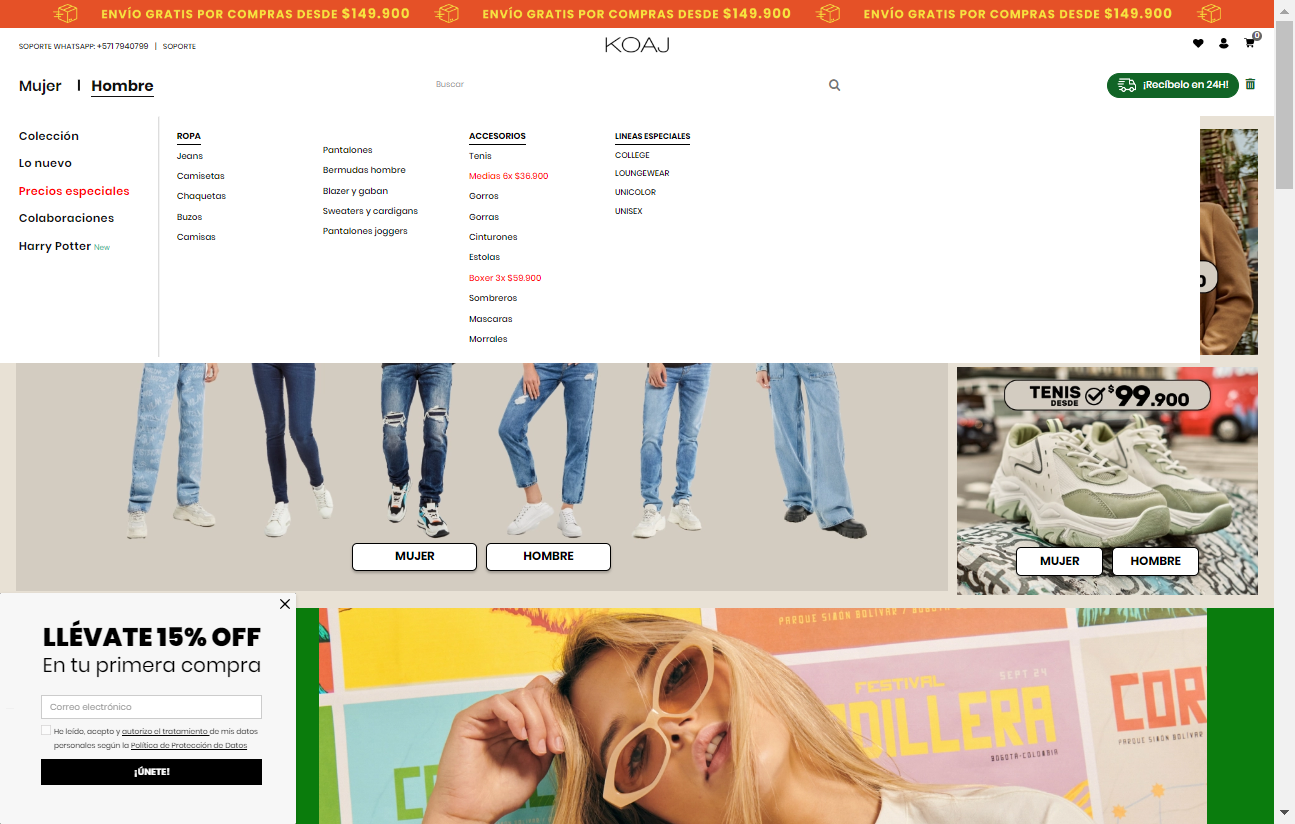 ENVÍO GRATIS POR COMPRAS DESDE $149.900 ENVÍO GRATIS POR COMPRAS DESDE $149.900 ENVÍO GRATIS POR COMPRAS DESDE $149.900
SOPORTE WHATSAPP: +571 7940799 | SOPORTE
KOAJ
0
Mujer | Hombre
Buscar
¡Recíbelo en 24H!
Colección
Lo nuevo
Precios especiales
Colaboraciones
Harry Potter New
ROPA
Jeans
Camisetas
Chaquetas
Buzos
Camisas
Pantalones
Bermudas hombre
Blazer y gaban
Sweaters y cardigans
Pantalones joggers
ACCESORIOS
Tenis
Medias 6x $36.900
Gorros
Gorras
Cinturones
Estolas
Boxer 3x $59.900
Sombreros
Mascaras
Morrales
LINEAS ESPECIALES
COLLEGE
LOUNGEWEAR
UNICOLOR
UNISEX
TENIS
DESDE
$99.900
MUJER HOMBRE
MUJER HOMBRE
LLÉVATE 15% OFF
En tu primera compra
Correo electrónico
He leído, acepto y autorizo el tratamiento de mis datos
personales según la Política de Protección de Datos
¡ÚNETE!
PARQUE SIMÓN BOLÍVAR / BOGOTÁ
SEPT 24
FESTIVAL
DILLERA
BOGOTA-COLOMBIA
COR
PARQUE SIMÓN BOLÍVAR